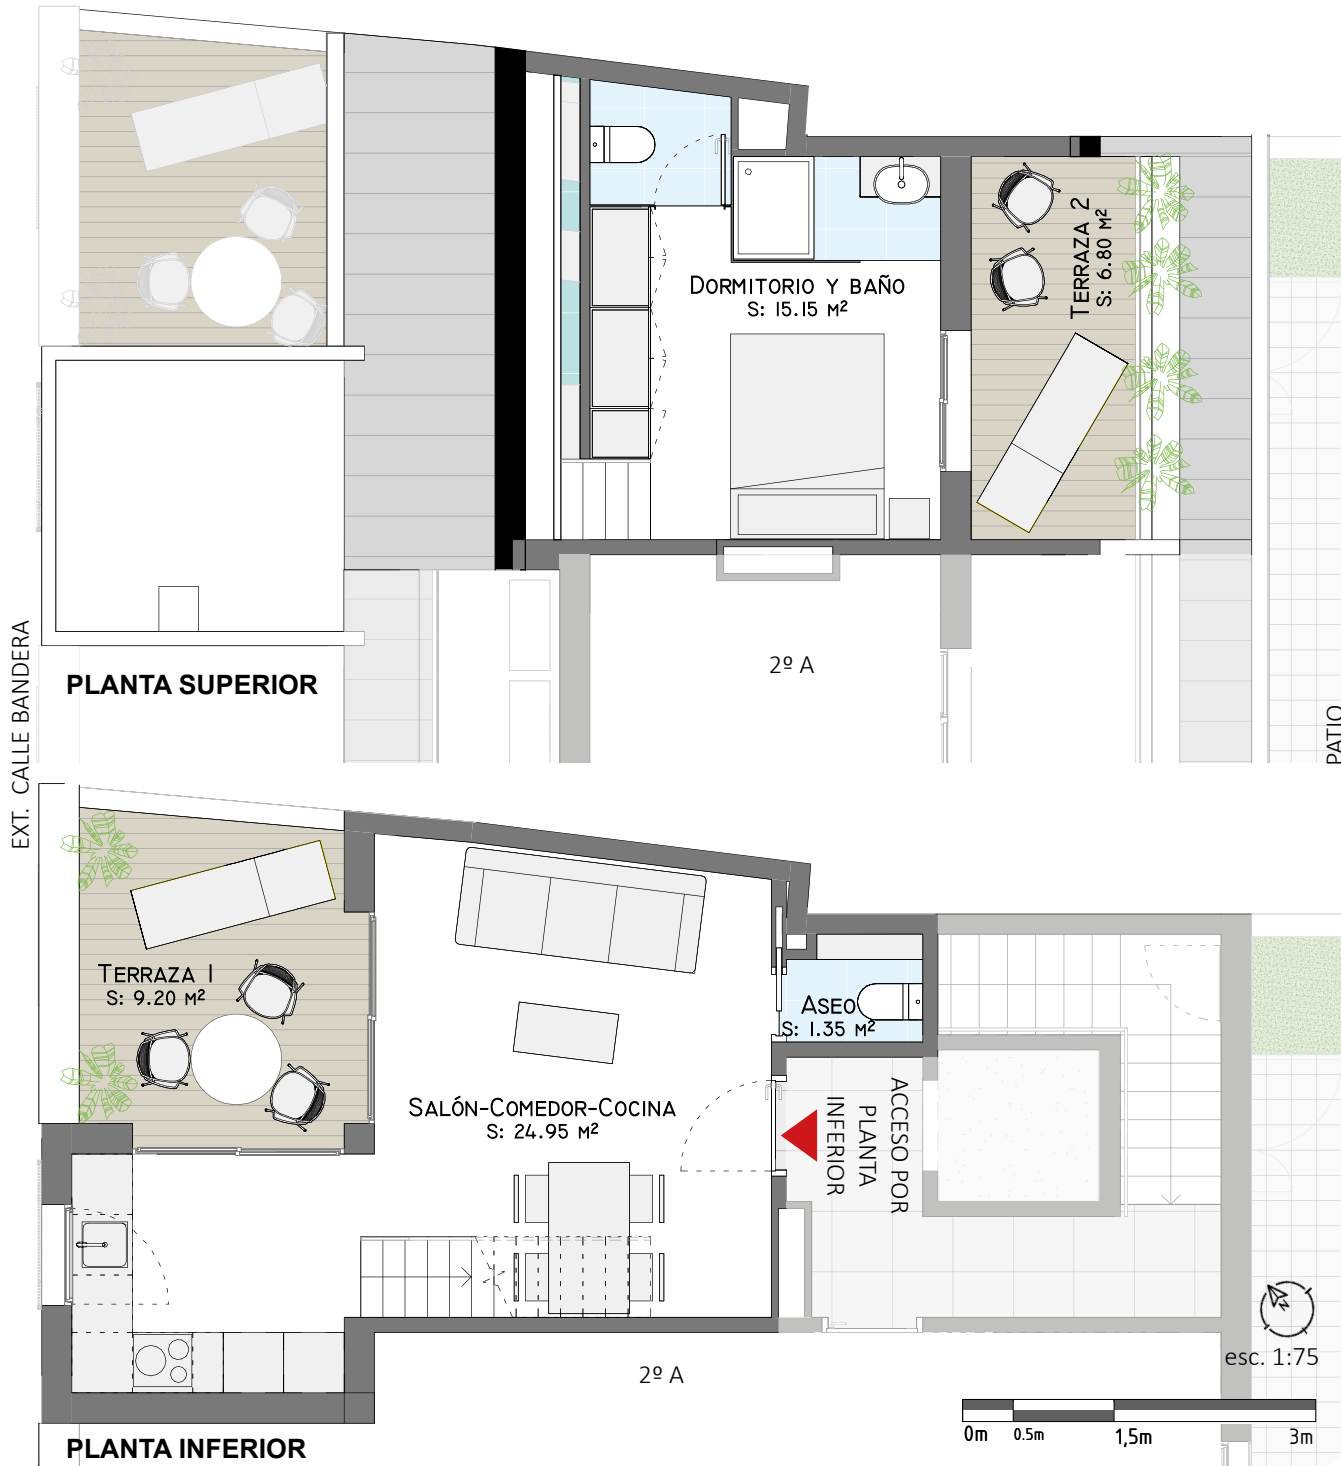 DORMITORIO Y BAÑO
S: 15.15 M²
TERRAZA 2
S: 6.80 M²
2º A
PLANTA SUPERIOR
EXT. CALLE BANDERA
PATIO
TERRAZA 1
S: 9.20 M²
ASEO
S: 1.35 M²
SALÓN-COMEDOR-COCINA
S: 24.95 M²
ACCESO POR
PLANTA
INFERIOR
2º A
esc. 1:75
0m 0.5m 1,5m 3m
PLANTA INFERIOR